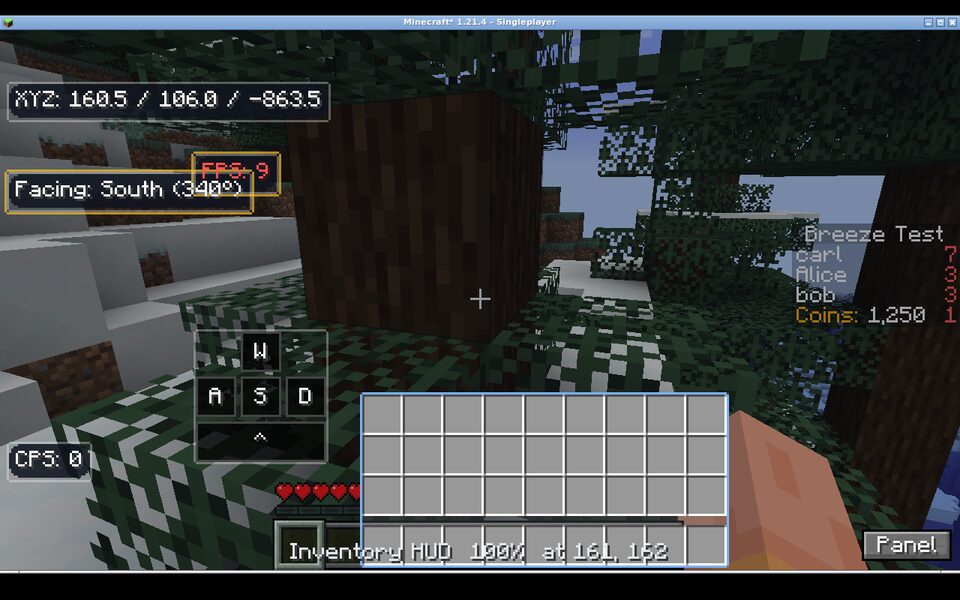 Minecraft* 1.21.4 - Singleplayer
XYZ: 160.5 / 106.0 / -863.5
FPS: 9
Facing: South (340°)
Breeze Test
carl 7
Alice 3
bob 3
Coins: 1,250 1
W
A S D
^
CPS: 0
Inventory HUD 100% at 161, 162
Panel